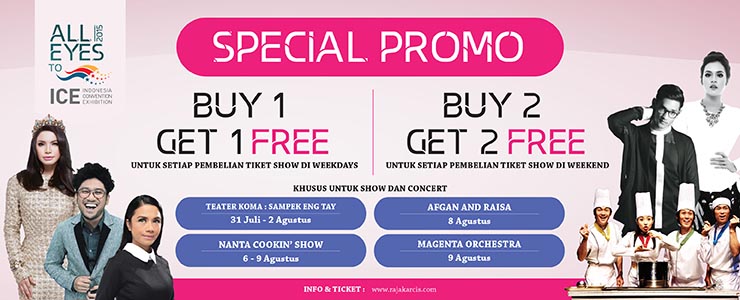 ALL
EYES
TO
2015
ICE
INDONESIA
CONVENTION
EXHIBITION
SPECIAL PROMO
BUY 1
GET 1 FREE
UNTUK SETIAP PEMBELIAN TIKET SHOW DI WEEKDAYS
BUY 2
GET 2 FREE
UNTUK SETIAP PEMBELIAN TIKET SHOW DI WEEKEND
KHUSUS UNTUK SHOW DAN CONCERT
TEATER KOMA : SAMPEK ENG TAY
31 Juli - 2 Agustus
AFGAN AND RAISA
8 Agustus
NANTA COOKIN' SHOW
6 - 9 Agustus
MAGENTA ORCHESTRA
9 Agustus
INFO & TICKET : www.rajakarcis.com